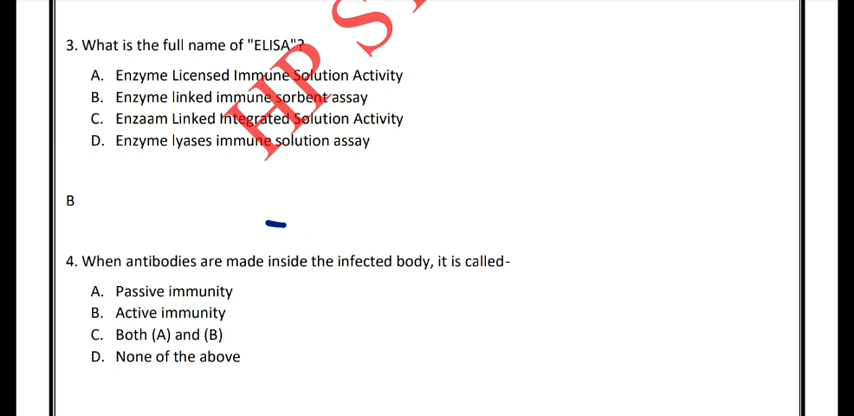 3. What is the full name of "ELISA"?
A. Enzyme Licensed Immune Solution Activity
B. Enzyme linked immune sorbent assay
C. Enzaam Linked Integrated Solution Activity
D. Enzyme lyases immune solution assay
HP S
B
4. When antibodies are made inside the infected body, it is called-
A. Passive immunity
B. Active immunity
C. Both (A) and (B)
D. None of the above